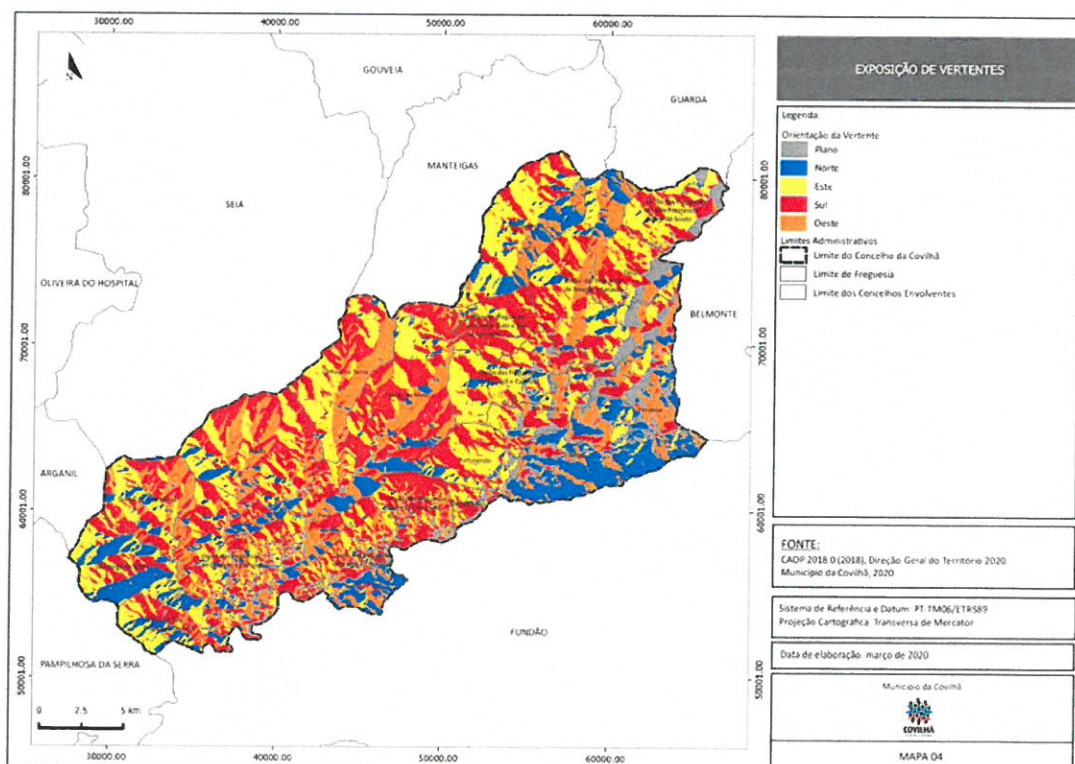 30000.00 40000.00 50000.00 60000.00
GOUVEIA
GUARDA
MANTEIGAS
SEIA
OLIVEIRA DO HOSPITAL
BELMONTE
ARGANIL
FUNDÃO
PAMPILHOSA DA SERRA
80001.00
70001.00
60001.00
50001.00
80001.00
70001.00
60001.00
50001.00
0 2.5 5 km
30000.00 40000.00 50000.00 60000.00
EXPOSIÇÃO DE VERTENTES
Legenda:
Orientação da Vertente
Plano
Norte
Este
Sul
Oeste
Limites Administrativos
Limite do Concelho da Covilhã
Limite de Freguesia
Limite dos Concelhos Envolventes
FONTE:
CAOP 2018.0 (2018), Direção Geral do Território 2020
Município da Covilhã, 2020
Sistema de Referência e Datum: PT-TM06/ETRS89
Projeção Cartográfica: Transversa de Mercator
Data de elaboração: março de 2020
Município da Covilhã
COVILHÃ
MAPA 04